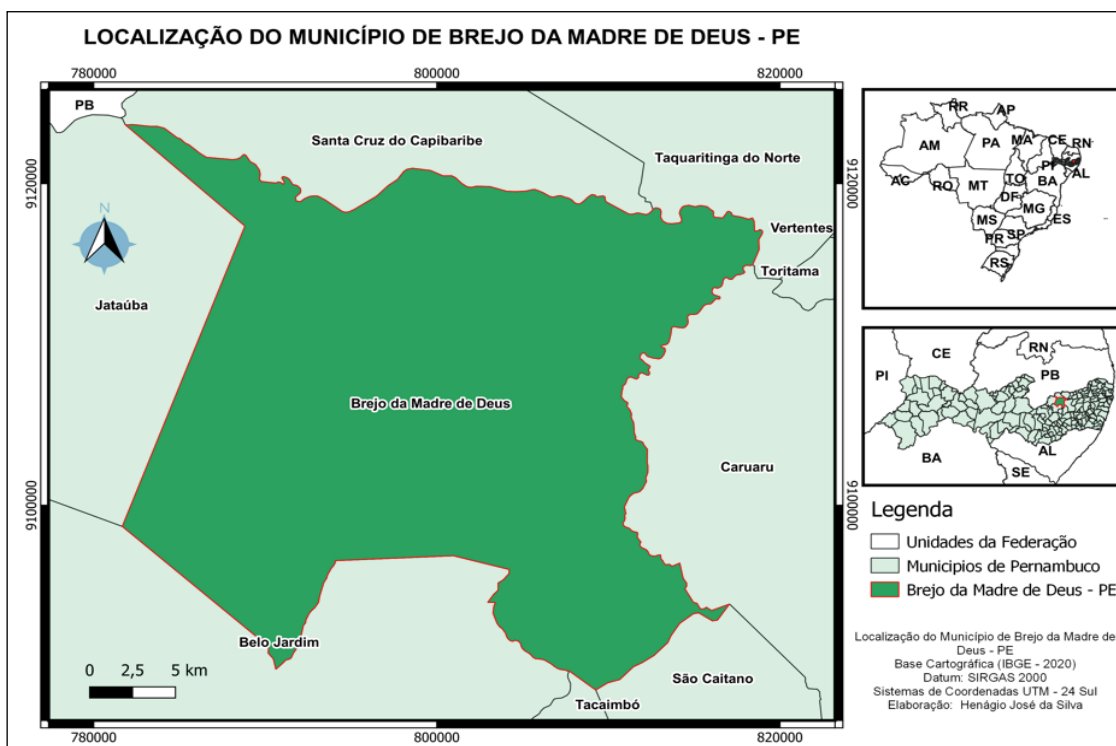 LOCALIZAÇÃO DO MUNICÍPIO DE BREJO DA MADRE DE DEUS - PE
780000
800000
820000
PB
Santa Cruz do Capibaribe
Taquaritinga do Norte
9120000
9120000
N
Vertentes
Toritama
Jataúba
Brejo da Madre de Deus
Caruaru
9100000
9100000
Belo Jardim
São Caitano
Tacaimbó
0 2,5 5 km
780000
800000
820000
RR
AP
AM
PA
MA
CE
RN
PI
AL
AC
RO
TO
BA
MT
DF
MG
ES
MS
SP
PR
RS
CE
RN
PI
PB
BA
AL
SE
Legenda
Unidades da Federação
Municipios de Pernambuco
Brejo da Madre de Deus - PE
Localização do Município de Brejo da Madre de
Deus - PE
Base Cartográfica (IBGE - 2020)
Datum: SIRGAS 2000
Sistemas de Coordenadas UTM - 24 Sul
Elaboração: Henágio José da Silva